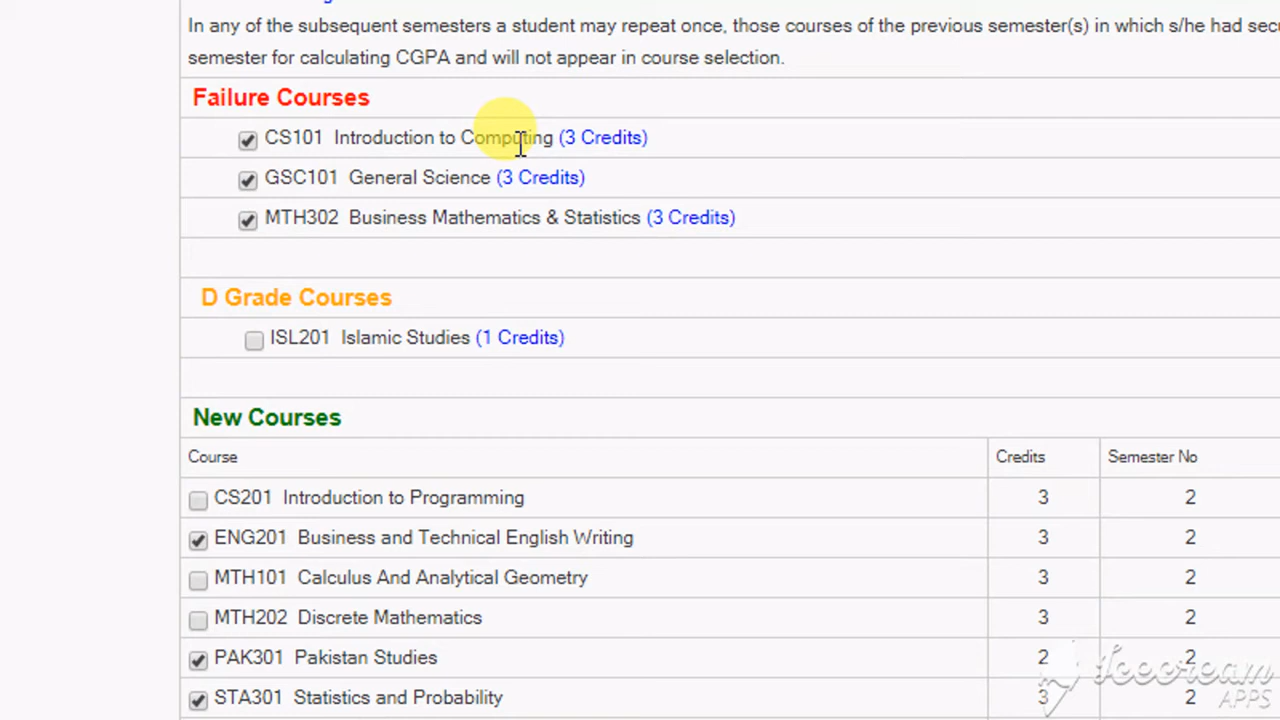 In any of the subsequent semesters a student may repeat once, those courses of the previous semester(s) in which s/he had
semester for calculating CGPA and will not appear in course selection.
Failure Courses
CS101 Introduction to Computing (3 Credits)
GSC101 General Science (3 Credits)
MTH302 Business Mathematics & Statistics (3 Credits)
D Grade Courses
ISL201 Islamic Studies (1 Credits)
New Courses
Course Credits Semester No
CS201 Introduction to Programming 3 2
ENG201 Business and Technical English Writing 3 2
MTH101 Calculus And Analytical Geometry 3 2
MTH202 Discrete Mathematics 3 2
PAK301 Pakistan Studies 2 2
STA301 Statistics and Probability 3 2
Icecream
APPS